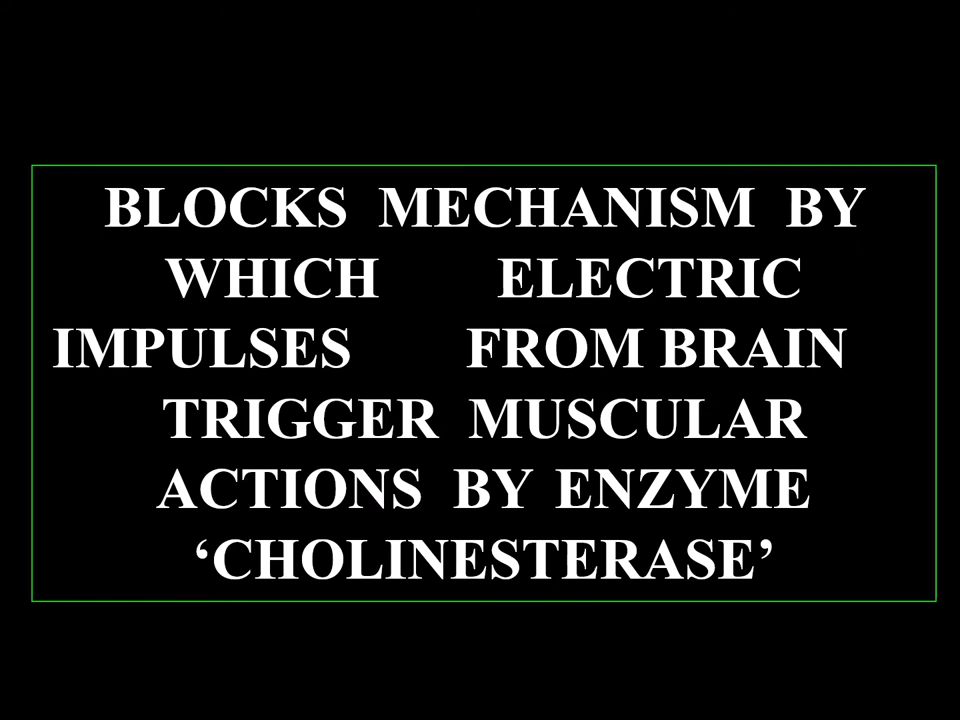 BLOCKS MECHANISM BY
WHICH ELECTRIC
IMPULSES FROM BRAIN
TRIGGER MUSCULAR
ACTIONS BY ENZYME
‘CHOLINESTERASE’